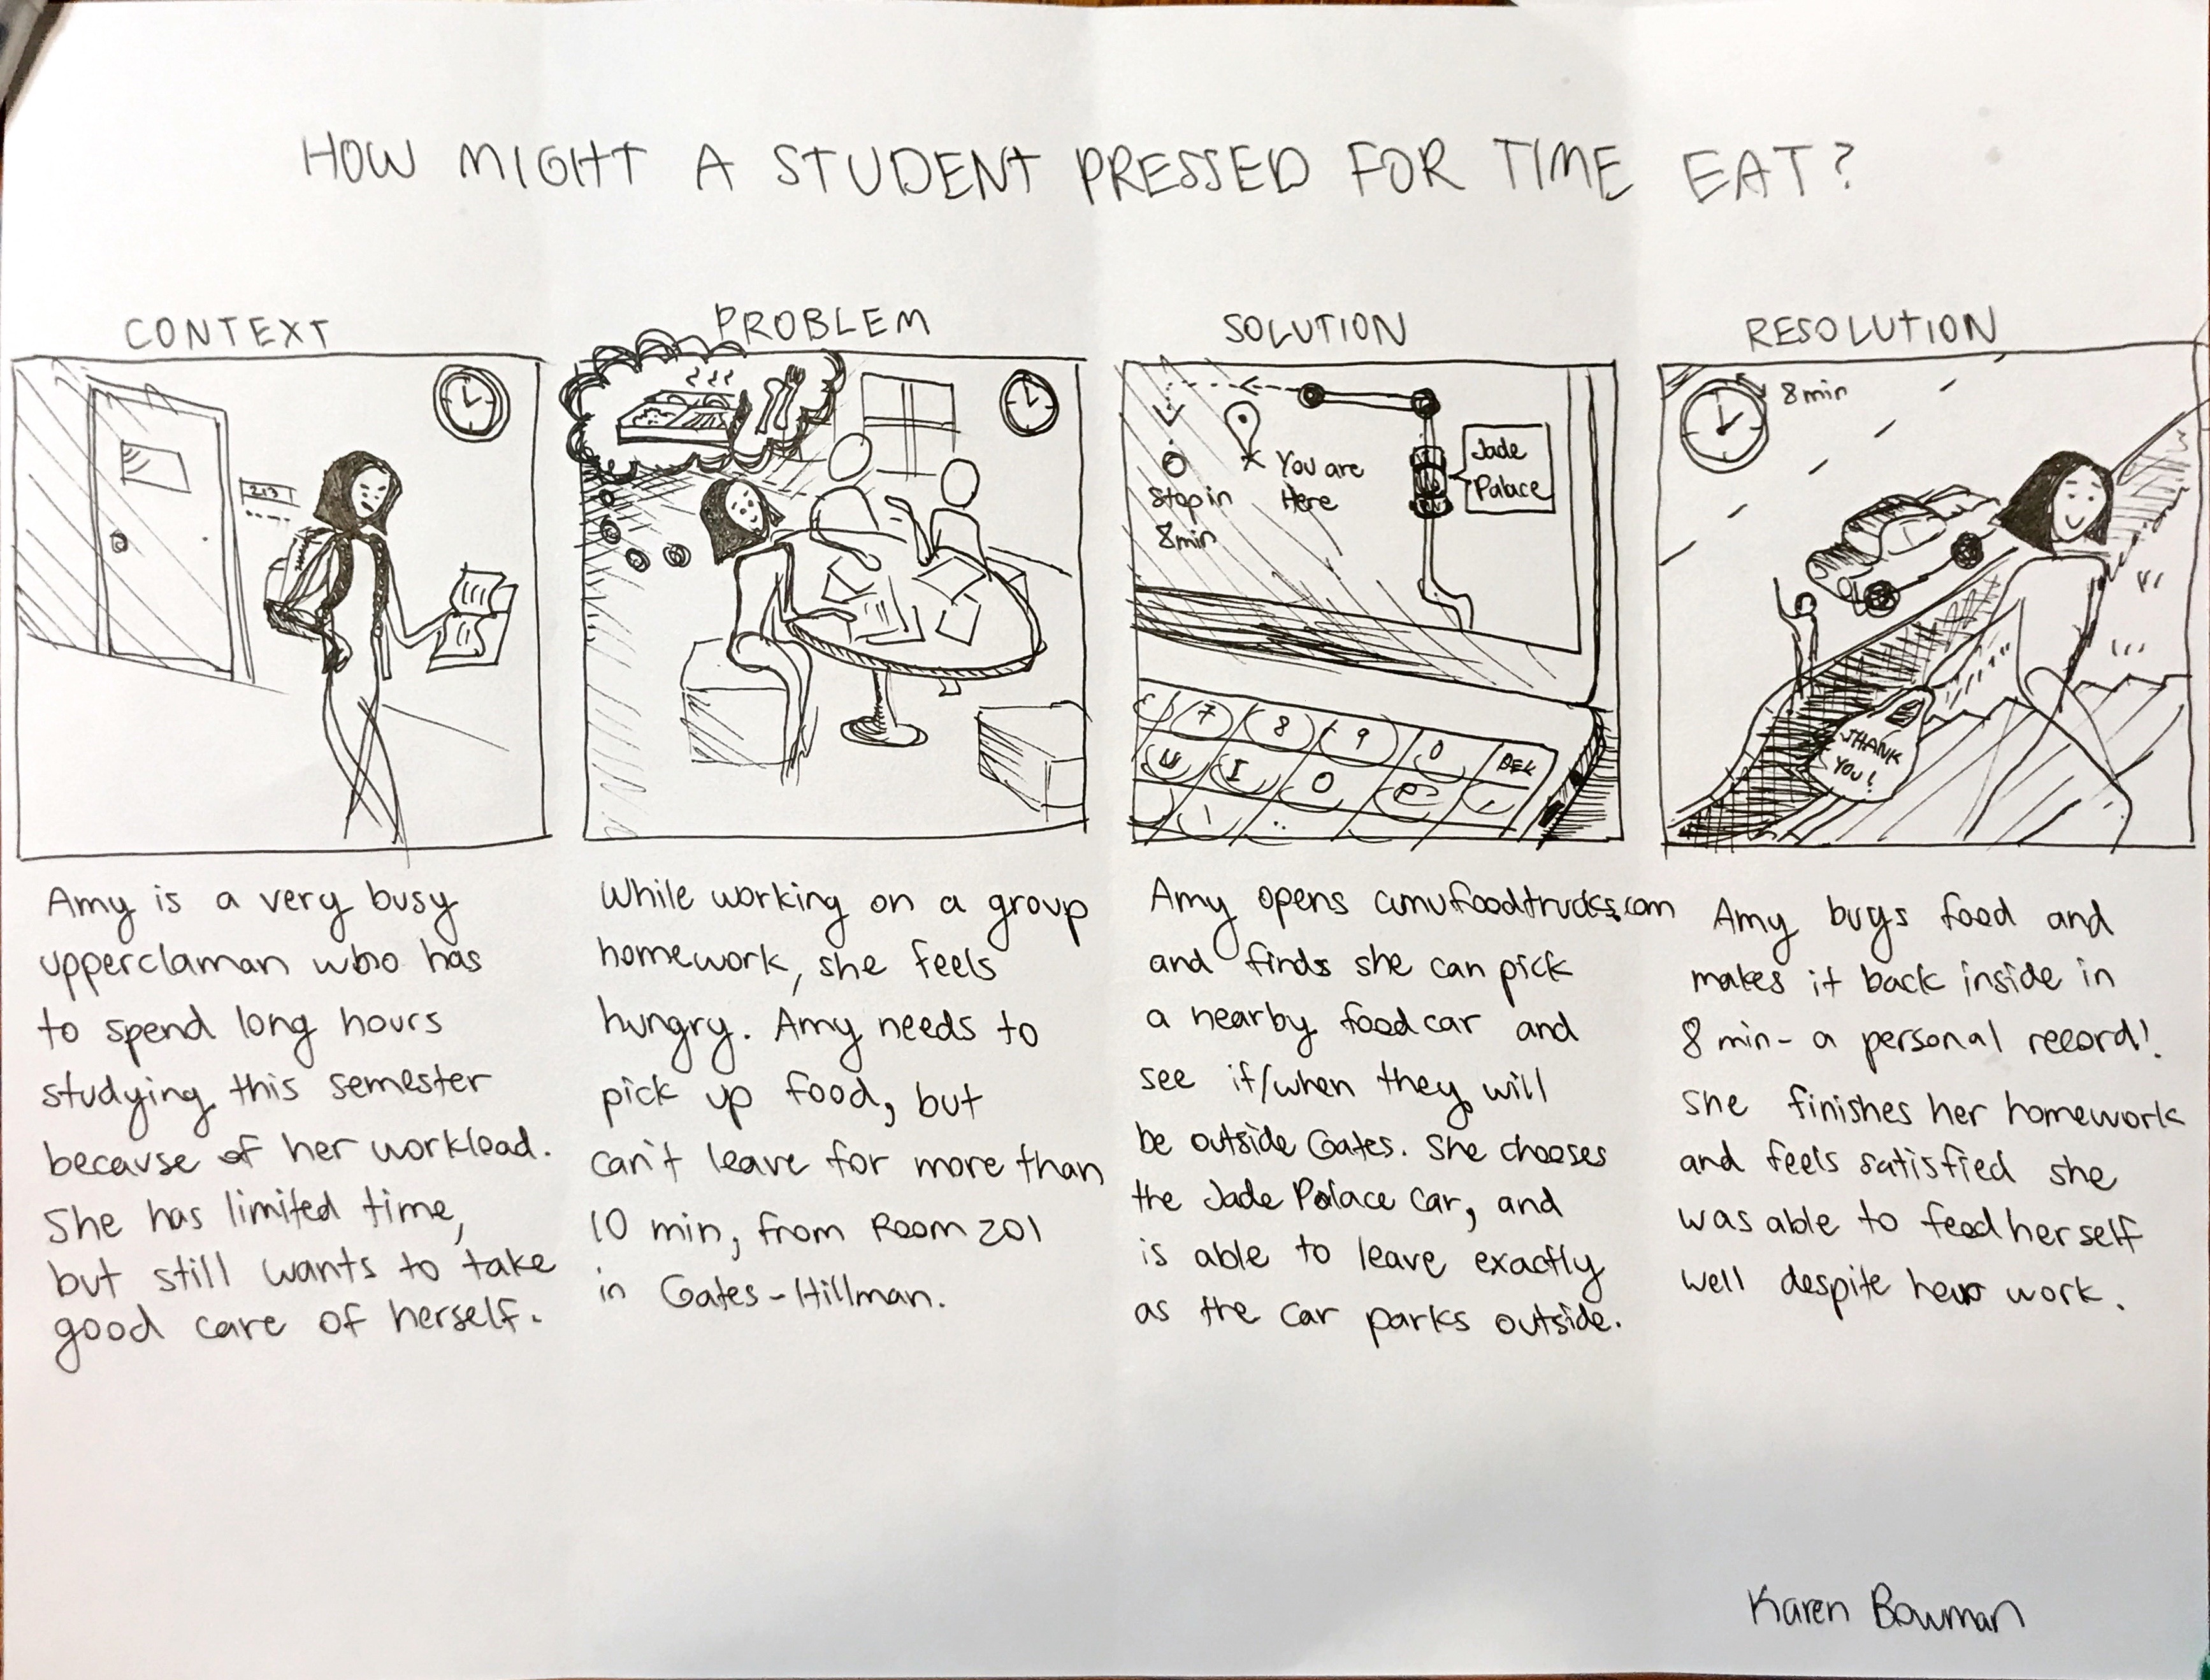 HOW MIGHT A STUDENT PRESSED FOR TIME EAT?
CONTEXT
213
Amy is a very busy
upperclaman who has
to spend long hours
studying this semester
because of her workload.
She has limited time,
but still wants to take
good care of herself.
PROBLEM
While working on a group
homework, she feels
hungry. Amy needs to
pick up food, but
can't leave for more than
10 min, from Room 201
in Gates-Hillman.
SOLUTION
Jade
Palace
You are
Here
Stop in
8 min
7 8 9 0 DEL
U I O P
Amy opens cmufoodtrucks.com
and finds she can pick
a nearby food car and
see if/when they will
be outside Gates. She chooses
the Jade Palace car, and
is able to leave exactly
as the car parks outside.
RESOLUTION
8 min
THANK
YOU!
Amy buys food and
makes it back inside in
8 min - a personal record!
She finishes her homework
and feels satisfied she
was able to feed herself
well despite her work.
Karen Bowman